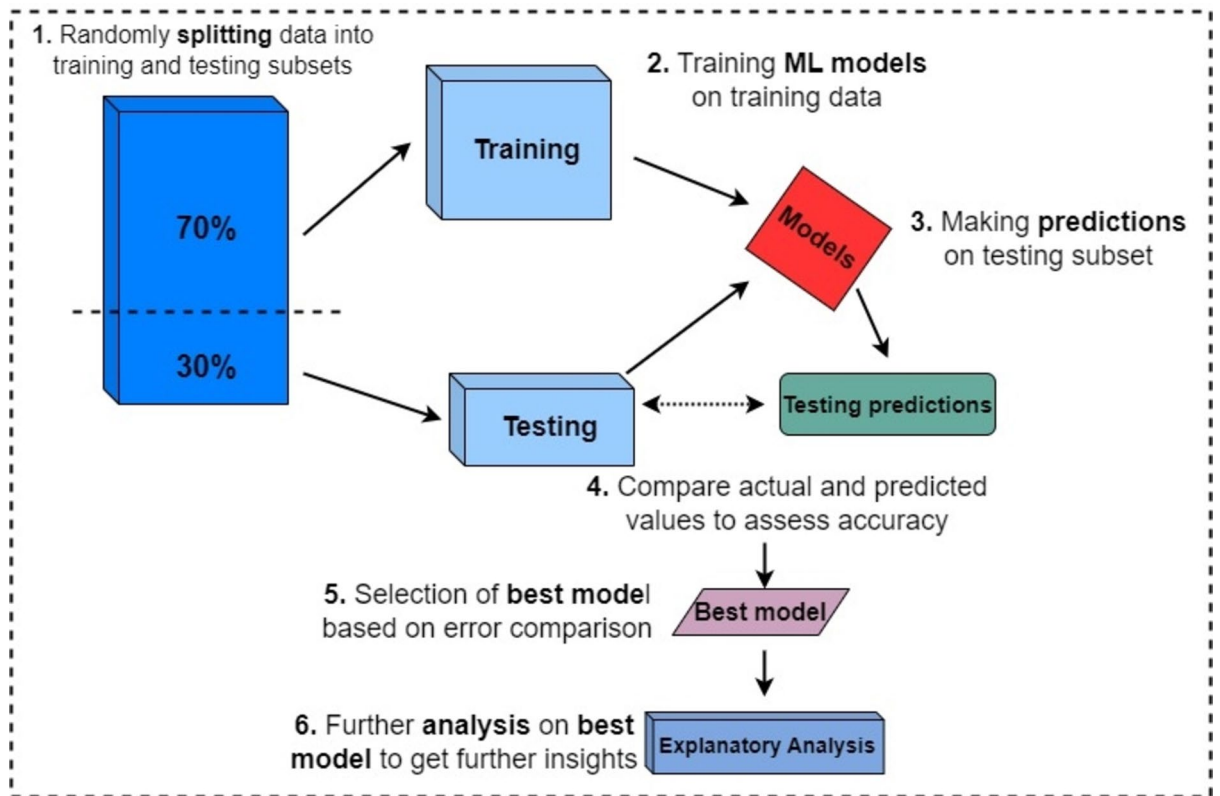 1. Randomly splitting data into
training and testing subsets
70%
30%
Training
2. Training ML models
on training data
Models
3. Making predictions
on testing subset
Testing
Testing predictions
4. Compare actual and predicted
values to assess accuracy
5. Selection of best model
based on error comparison
Best model
6. Further analysis on best
model to get further insights
Explanatory Analysis